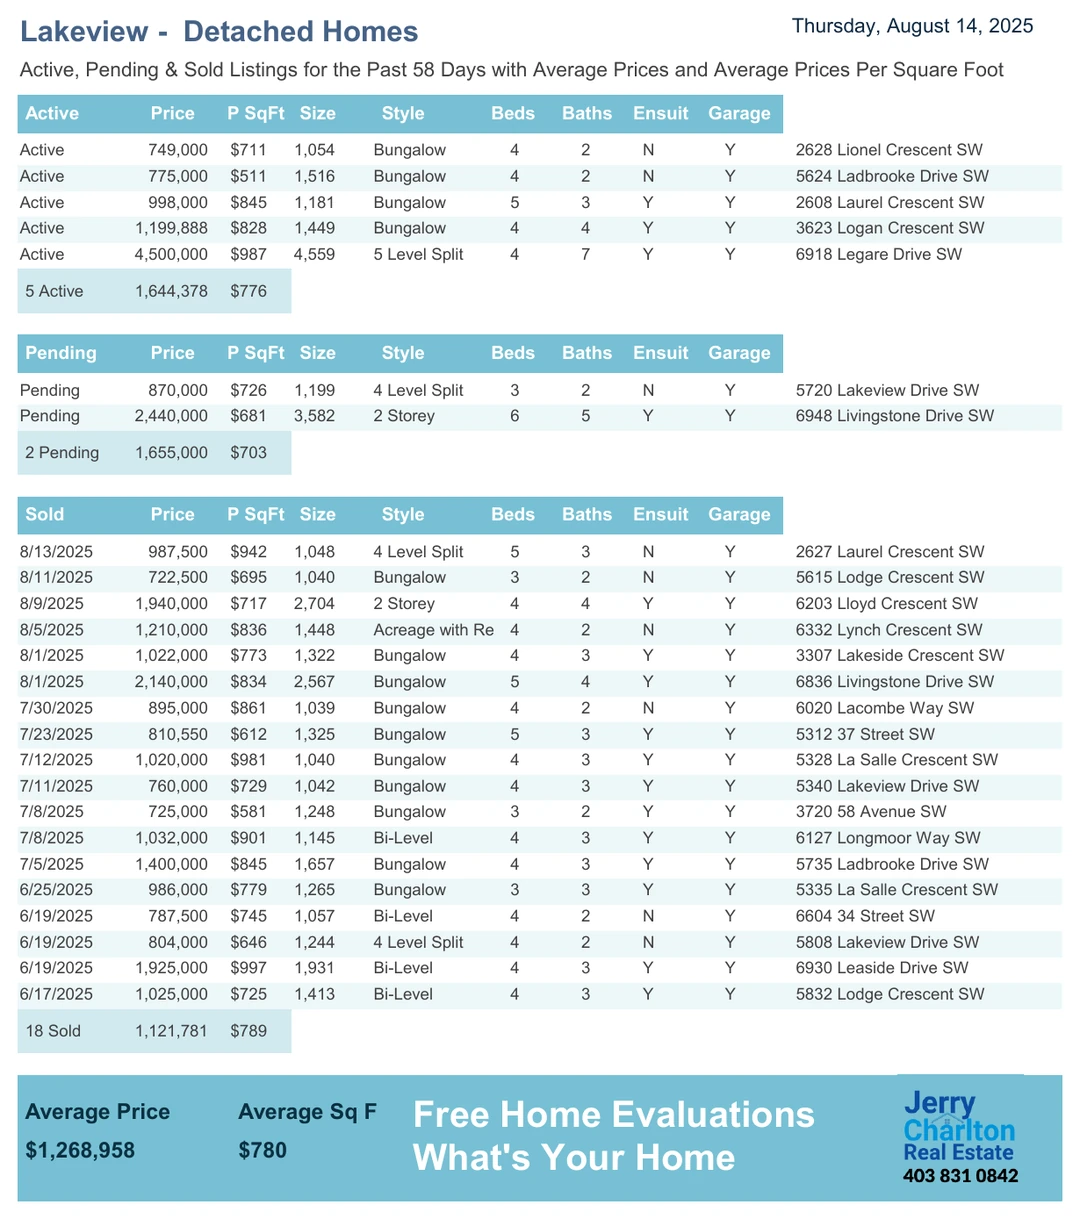 Lakeview - Detached Homes
Thursday, August 14, 2025
Active, Pending & Sold Listings for the Past 58 Days with Average Prices and Average Prices Per Square Foot
Active Price P SqFt Size Style Beds Baths Ensuit Garage
Active 749,000 $711 1,054 Bungalow 4 2 N Y 2628 Lionel Crescent SW
Active 775,000 $511 1,516 Bungalow 4 2 N Y 5624 Ladbrooke Drive SW
Active 998,000 $845 1,181 Bungalow 5 3 Y Y 2608 Laurel Crescent SW
Active 1,199,888 $828 1,449 Bungalow 4 4 Y Y 3623 Logan Crescent SW
Active 4,500,000 $987 4,559 5 Level Split 4 7 Y Y 6918 Legare Drive SW
5 Active 1,644,378 $776
Pending Price P SqFt Size Style Beds Baths Ensuit Garage
Pending 870,000 $726 1,199 4 Level Split 3 2 N Y 5720 Lakeview Drive SW
Pending 2,440,000 $681 3,582 2 Storey 6 5 Y Y 6948 Livingstone Drive SW
2 Pending 1,655,000 $703
Sold Price P SqFt Size Style Beds Baths Ensuit Garage
8/13/2025 987,500 $942 1,048 4 Level Split 5 3 N Y 2627 Laurel Crescent SW
8/11/2025 722,500 $695 1,040 Bungalow 3 2 N Y 5615 Lodge Crescent SW
8/9/2025 1,940,000 $717 2,704 2 Storey 4 4 Y Y 6203 Lloyd Crescent SW
8/5/2025 1,210,000 $836 1,448 Acreage with Re 4 2 N Y 6332 Lynch Crescent SW
8/1/2025 1,022,000 $773 1,322 Bungalow 4 3 Y Y 3307 Lakeside Crescent SW
8/1/2025 2,140,000 $834 2,567 Bungalow 5 4 Y Y 6836 Livingstone Drive SW
7/30/2025 895,000 $861 1,039 Bungalow 4 2 N Y 6020 Lacombe Way SW
7/23/2025 810,550 $612 1,325 Bungalow 5 3 Y Y 5312 37 Street SW
7/12/2025 1,020,000 $981 1,040 Bungalow 4 3 Y Y 5328 La Salle Crescent SW
7/11/2025 760,000 $729 1,042 Bungalow 4 3 Y Y 5340 Lakeview Drive SW
7/8/2025 725,000 $581 1,248 Bungalow 3 2 Y Y 3720 58 Avenue SW
7/8/2025 1,032,000 $901 1,145 Bi-Level 4 3 Y Y 6127 Longmoor Way SW
7/5/2025 1,400,000 $845 1,657 Bungalow 4 3 Y Y 5735 Ladbrooke Drive SW
6/25/2025 986,000 $779 1,265 Bungalow 3 3 Y Y 5335 La Salle Crescent SW
6/19/2025 787,500 $745 1,057 Bi-Level 4 2 N Y 6604 34 Street SW
6/19/2025 804,000 $646 1,244 4 Level Split 4 2 N Y 5808 Lakeview Drive SW
6/19/2025 1,925,000 $997 1,931 Bi-Level 4 3 Y Y 6930 Leaside Drive SW
6/17/2025 1,025,000 $725 1,413 Bi-Level 4 3 Y Y 5832 Lodge Crescent SW
18 Sold 1,121,781 $789
Average Price Average Sq F
$1,268,958 $780
Free Home Evaluations
What's Your Home
Jerry
Charlton
Real Estate
403 831 0842